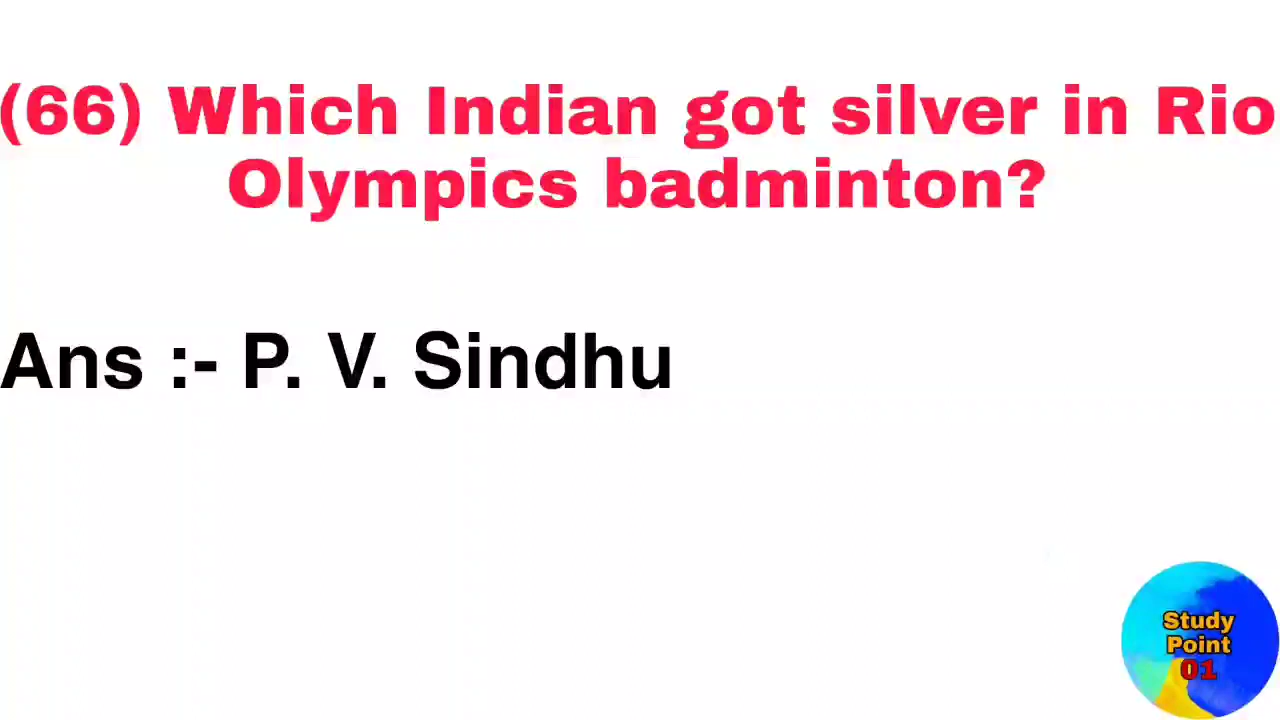 (66) Which Indian got silver in Rio
Olympics badminton?
Ans :- P. V. Sindhu
Study
Point
01